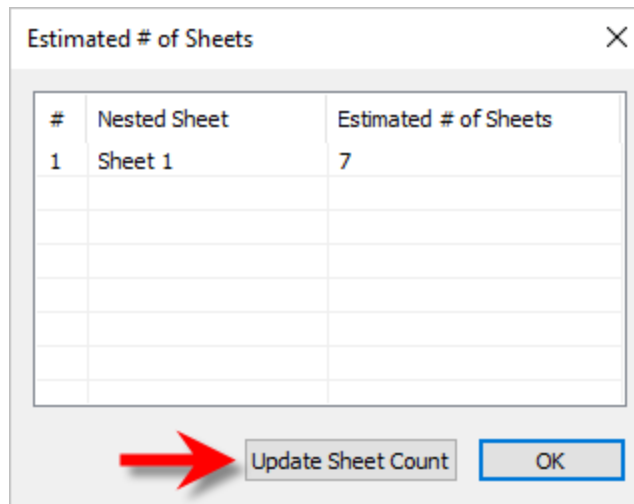 Estimated # of Sheets
# Nested Sheet Estimated # of Sheets
1 Sheet 1 7
Update Sheet Count OK